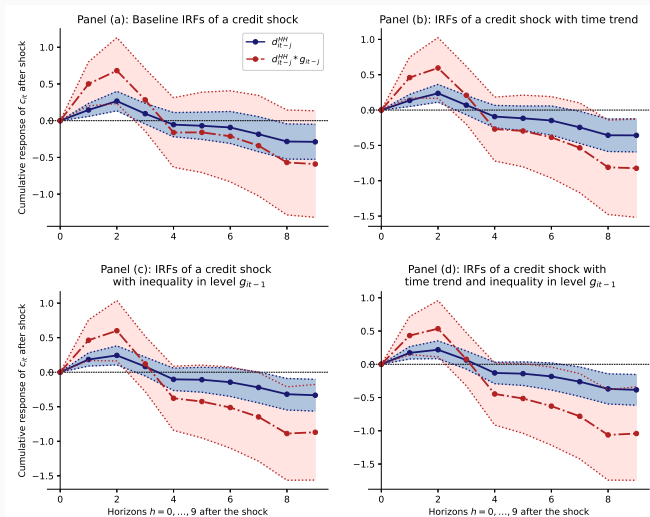 Panel (a): Baseline IRFs of a credit shock
Cumulative response of c_{it} after shock
1.0
0.5
0.0
−0.5
−1.0
0 2 4 6 8
d^{HH}_{it−j}
d^{HH}_{it−j} * g_{it−j}
Panel (b): IRFs of a credit shock with time trend
1.0
0.5
0.0
−0.5
−1.0
−1.5
0 2 4 6 8
Panel (c): IRFs of a credit shock
with inequality in level g_{it−1}
Cumulative response of c_{it} after shock
1.0
0.5
0.0
−0.5
−1.0
−1.5
0 2 4 6 8
Horizons h = 0, ..., 9 after the shock
Panel (d): IRFs of a credit shock with
time trend and inequality in level g_{it−1}
1.0
0.5
0.0
−0.5
−1.0
−1.5
0 2 4 6 8
Horizons h = 0, ..., 9 after the shock